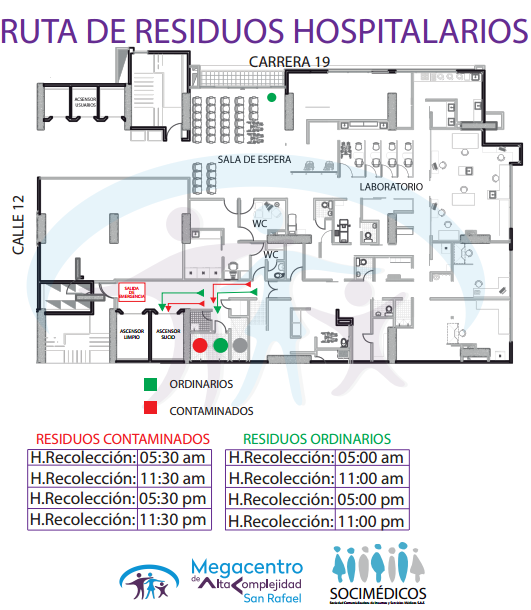 RUTA DE RESIDUOS HOSPITALARIOS
CARRERA 19
ACSENSOR
USUARIOS
SALA DE ESPERA
LABORATORIO
CALLE 12
WC
WC
SALIDA
DE
EMERGENCIA
ASCENSOR
LIMPIO
ASCENSOR
SUCIO
ORDINARIOS
CONTAMINADOS
RESIDUOS CONTAMINADOS
H.Recolección: 05:30 am
H.Recolección: 11:30 am
H.Recolección: 05:30 pm
H.Recolección: 11:30 pm
RESIDUOS ORDINARIOS
H.Recolección: 05:00 am
H.Recolección: 11:00 am
H.Recolección: 05:00 pm
H.Recolección: 11:00 pm
Megacentro
de Alta Complejidad
San Rafael
SOCIMÉDICOS